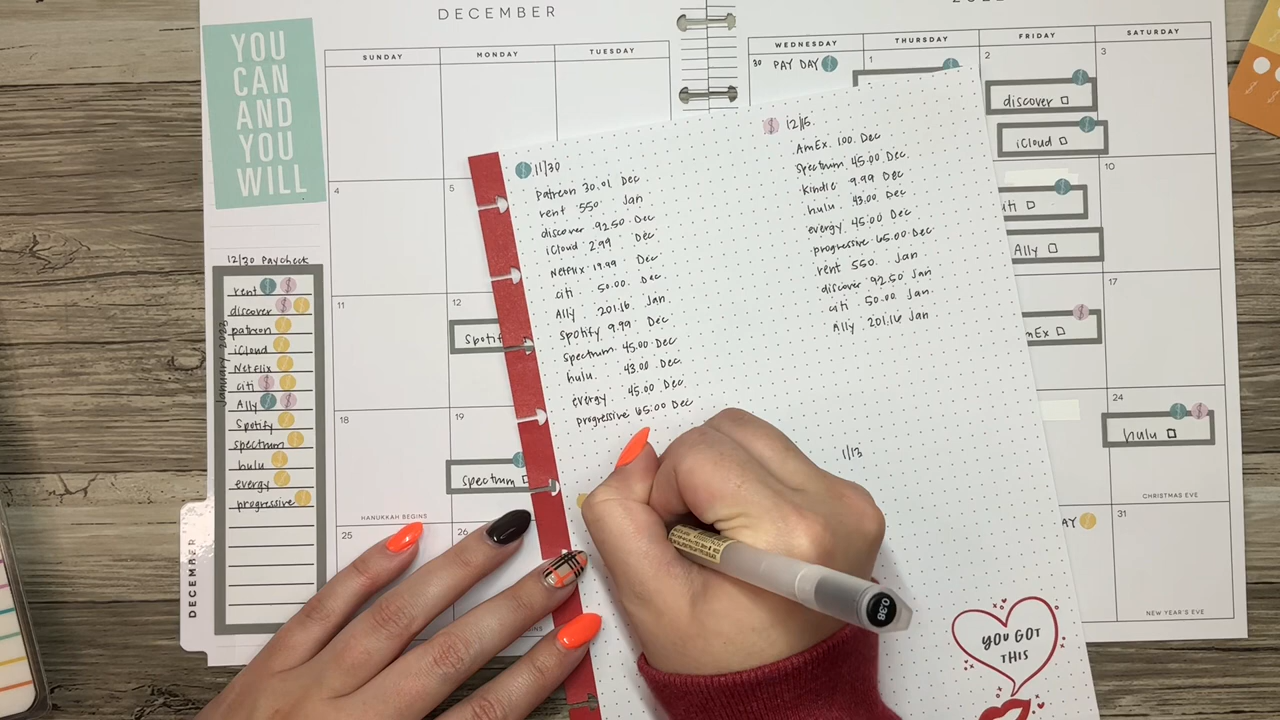 DECEMBER
YOU
CAN
AND
YOU
WILL
SUNDAY
MONDAY
TUESDAY
WEDNESDAY
THURSDAY
FRIDAY
SATURDAY
30 PAY DAY
1
2
3
discover
iCloud
4
5
10
Ally
11
12
17
Spotif
mEx
18
19
24
spectrum
hulu
HANUKKAH BEGINS
CHRISTMAS EVE
25
26
31
AY
NEW YEAR'S EVE
DECEMBER
12/30 Paycheck
January 2023
rent
discover
patreon
iCloud
Netflix
citi
Ally
Spotify
spectrum
hulu
evergy
progressive
11/30
Patreon 30.01 Dec
rent 550. Jan
discover 92.50 Dec
iCloud 2.99 Dec
Netflix 19.99 Dec
citi 50.00 Dec
Ally 201.16 Jan
Spotify 9.99 Dec
spectrum 45.00 Dec
hulu 43.00 Dec
evergy 45.00 Dec
progressive 65.00 Dec
12/15
AmEx 100. Dec
Spectrum 45.00 Dec
Kindle 9.99 Dec
hulu 43.00 Dec
evergy 45.00 Dec
progressive 65.00 Dec
rent 550. Jan
discover 92.50 Jan
citi 50.00 Jan
Ally 201.16 Jan
1/13
0.38
YOU GOT
THIS